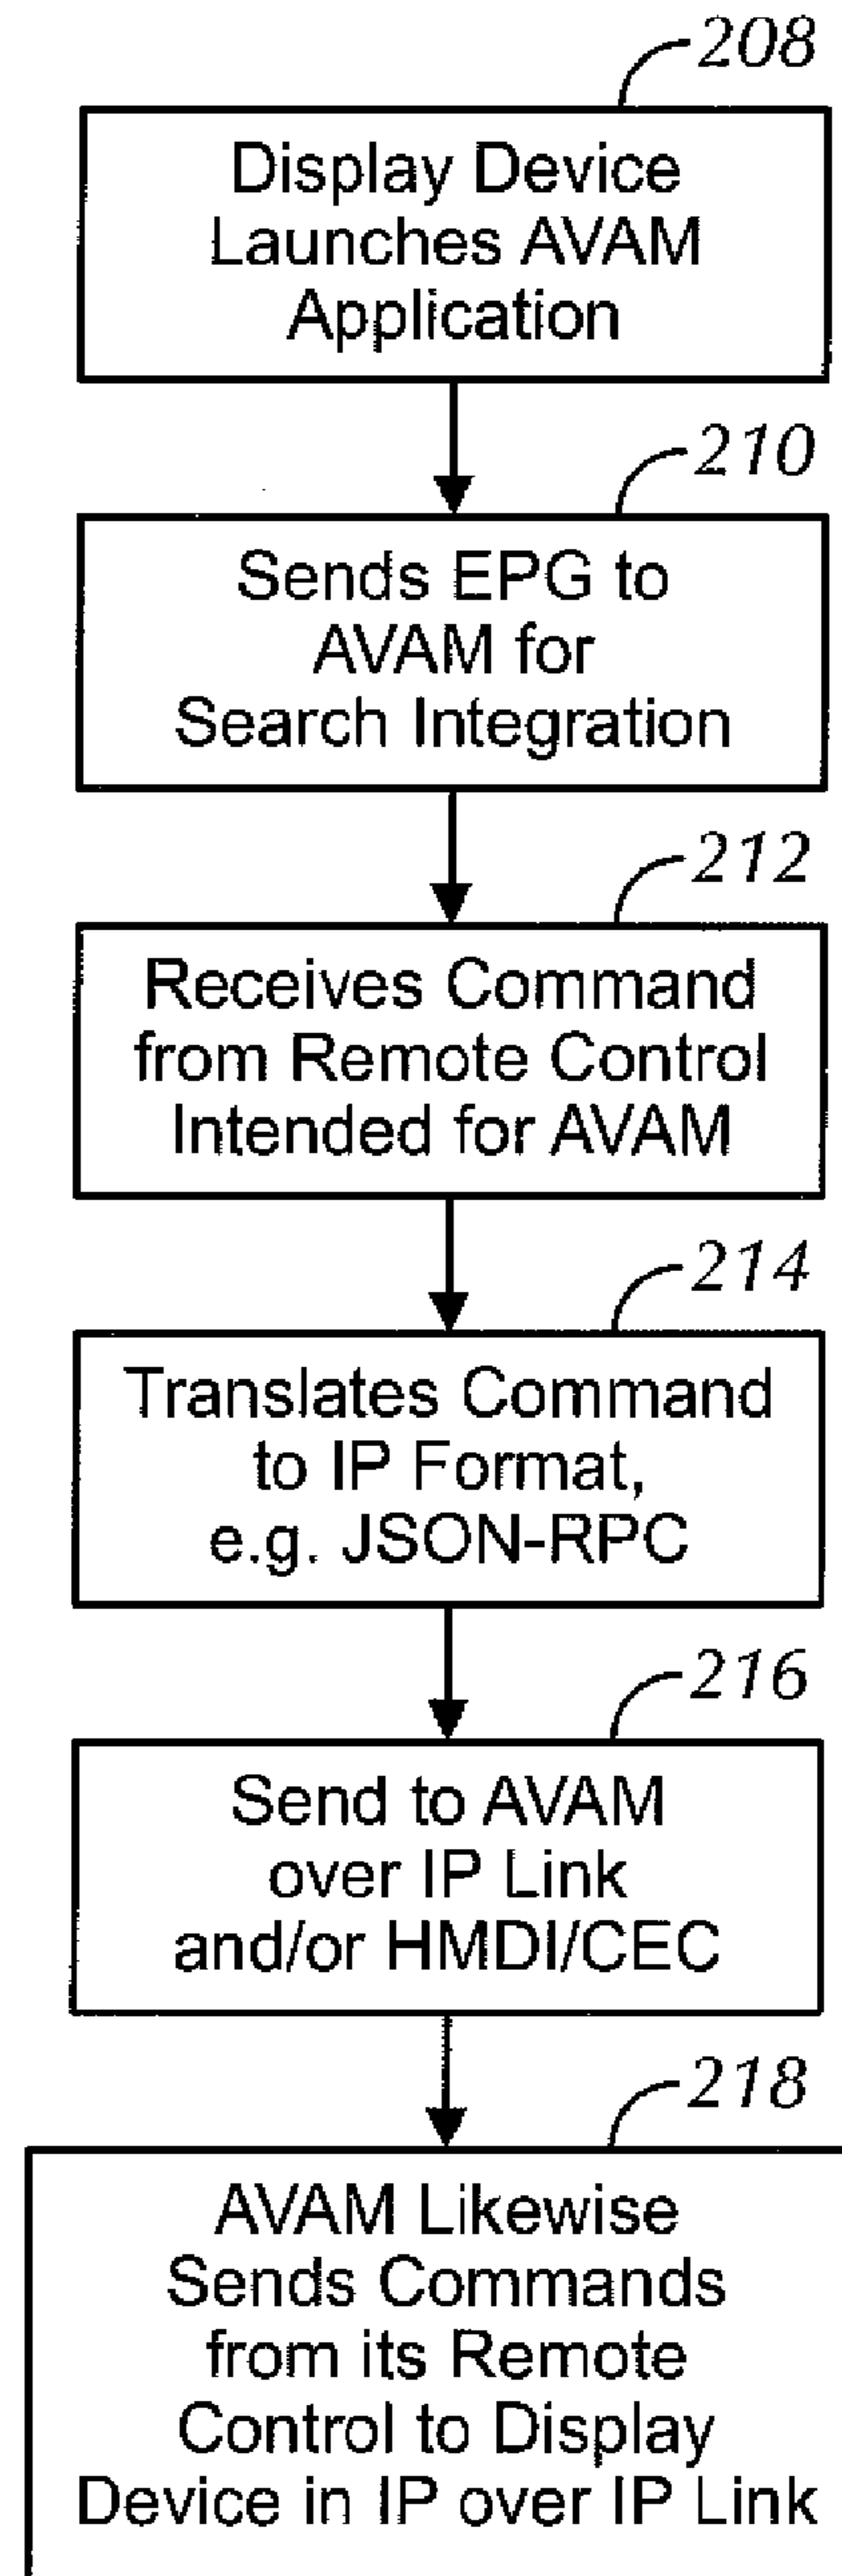 208
Display Device
Launches AVAM
Application
210
Sends EPG to
AVAM for
Search Integration
212
Receives Command
from Remote Control
Intended for AVAM
214
Translates Command
to IP Format,
e.g. JSON-RPC
216
Send to AVAM
over IP Link
and/or HMDI/CEC
218
AVAM Likewise
Sends Commands
from its Remote
Control to Display
Device in IP over IP Link